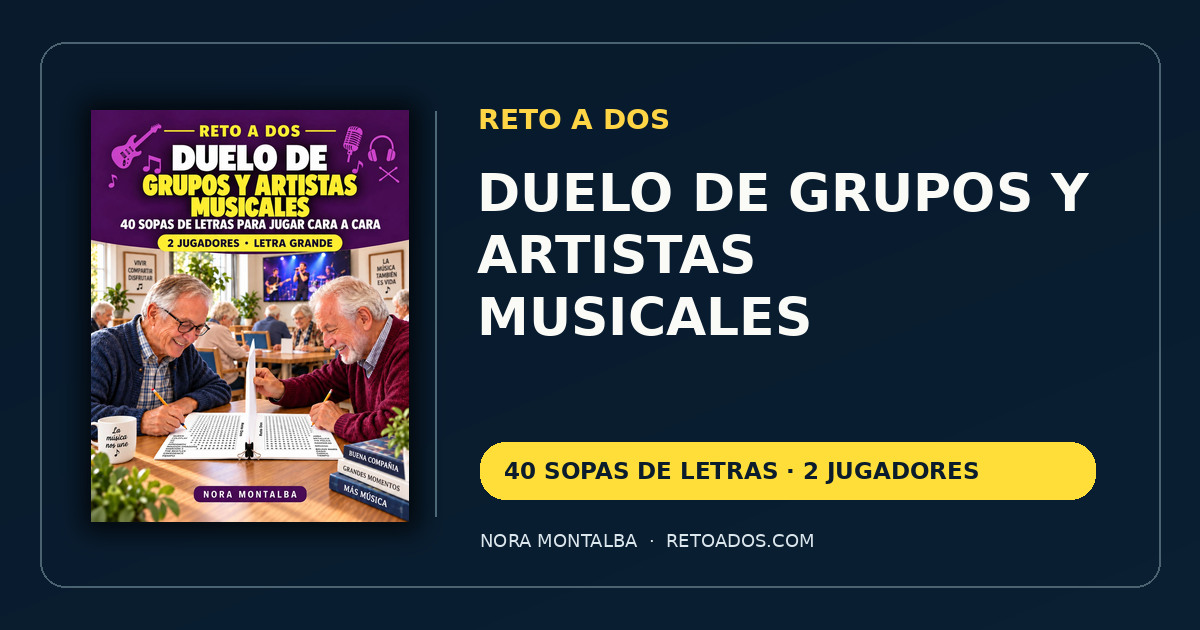 RETO A DOS
DUELO DE
GRUPOS Y ARTISTAS
MUSICALES
40 SOPAS DE LETRAS PARA JUGAR CARA A CARA
2 JUGADORES • LETRA GRANDE
VIVIR
COMPARTIR
DISFRUTAR
LA
MÚSICA
TAMBIÉN
ES VIDA
La
música
nos une
BUENA COMPAÑÍA
GRANDES MOMENTOS
MÁS MÚSICA
NORA MONTALBA
RETO A DOS
DUELO DE GRUPOS Y
ARTISTAS
MUSICALES
40 SOPAS DE LETRAS · 2 JUGADORES
NORA MONTALBA · RETOADOS.COM